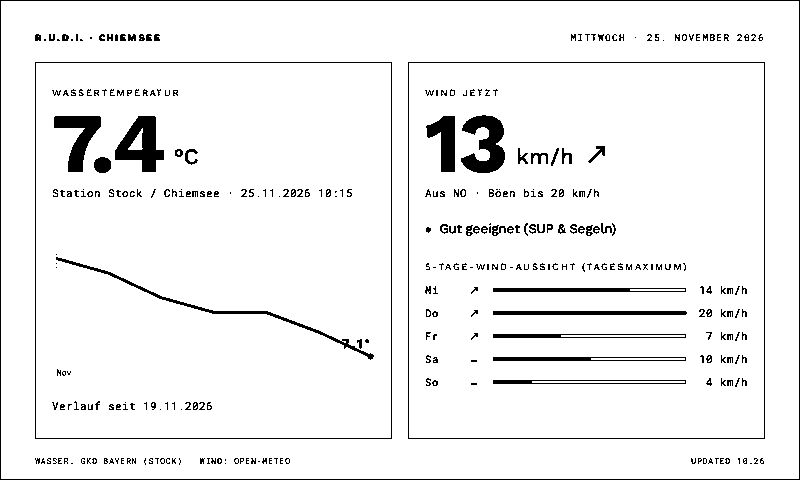 R.U.D.I. · CHIEMSEE
MITTWOCH · 25. NOVEMBER 2026
WASSERTEMPERATUR
7.4 °C
Station Stock / Chiemsee · 25.11.2026 10:15
7.1°
Nov
Verlauf seit 19.11.2026
WIND JETZT
13 km/h ↗
Aus NO · Böen bis 20 km/h
• Gut geeignet (SUP & Segeln)
5-TAGE-WIND-AUSSICHT (TAGESMAXIMUM)
Mi ↗ 14 km/h
Do ↗ 20 km/h
Fr ↗ 7 km/h
Sa – 10 km/h
So – 4 km/h
WASSER: GKD BAYERN (STOCK) WIND: OPEN-METEO
UPDATED 10:26